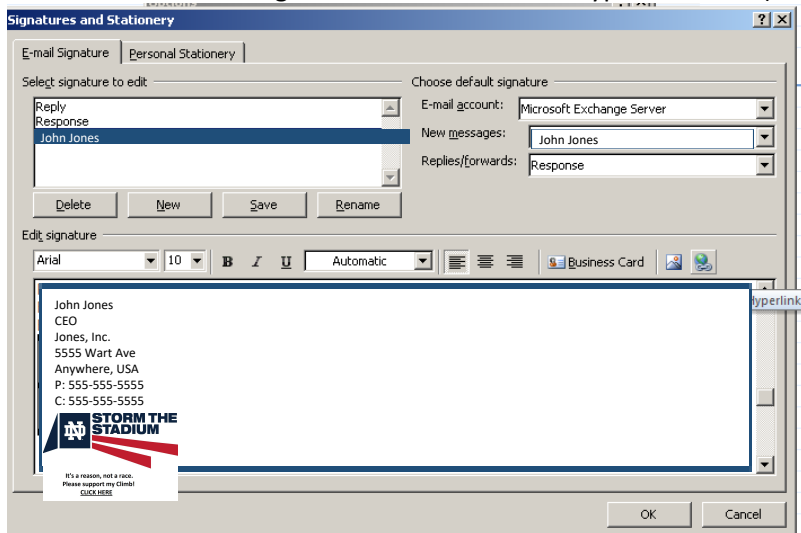 Signatures and Stationery
E-mail Signature Personal Stationery
Select signature to edit
Choose default signature
Reply
Response
John Jones
E-mail account: Microsoft Exchange Server
New messages: John Jones
Replies/forwards: Response
Delete New Save Rename
Edit signature
Arial 10 B I U Automatic Business Card
Hyperlink
John Jones
CEO
Jones, Inc.
5555 Wart Ave
Anywhere, USA
P: 555-555-5555
C: 555-555-5555
ND STORM THE
STADIUM
It's a reason, not a race.
Please support my Climb!
CLICK HERE
OK Cancel